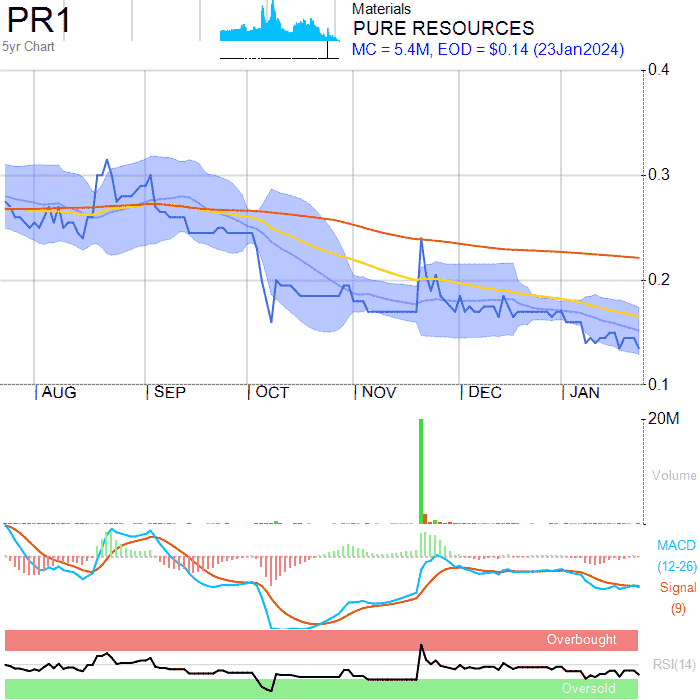 PR1
5yr Chart
Materials
PURE RESOURCES
MC = 5.4M, EOD = $0.14 (23Jan2024)
0.4
0.3
0.2
0.1
AUG SEP OCT NOV DEC JAN
20M
Volume
MACD
(12-26)
Signal
(9)
Overbought
RSI(14)
Oversold